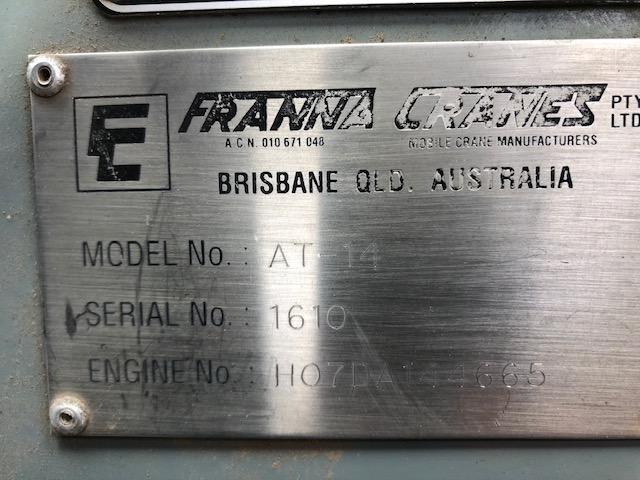 E FRANNA CRANES PTY
LTD
A.C.N. 010 671 048 MOBILE CRANE MANUFACTURERS
BRISBANE QLD. AUSTRALIA
MODEL No. : AT-14
SERIAL No. : 1610
ENGINE No. :